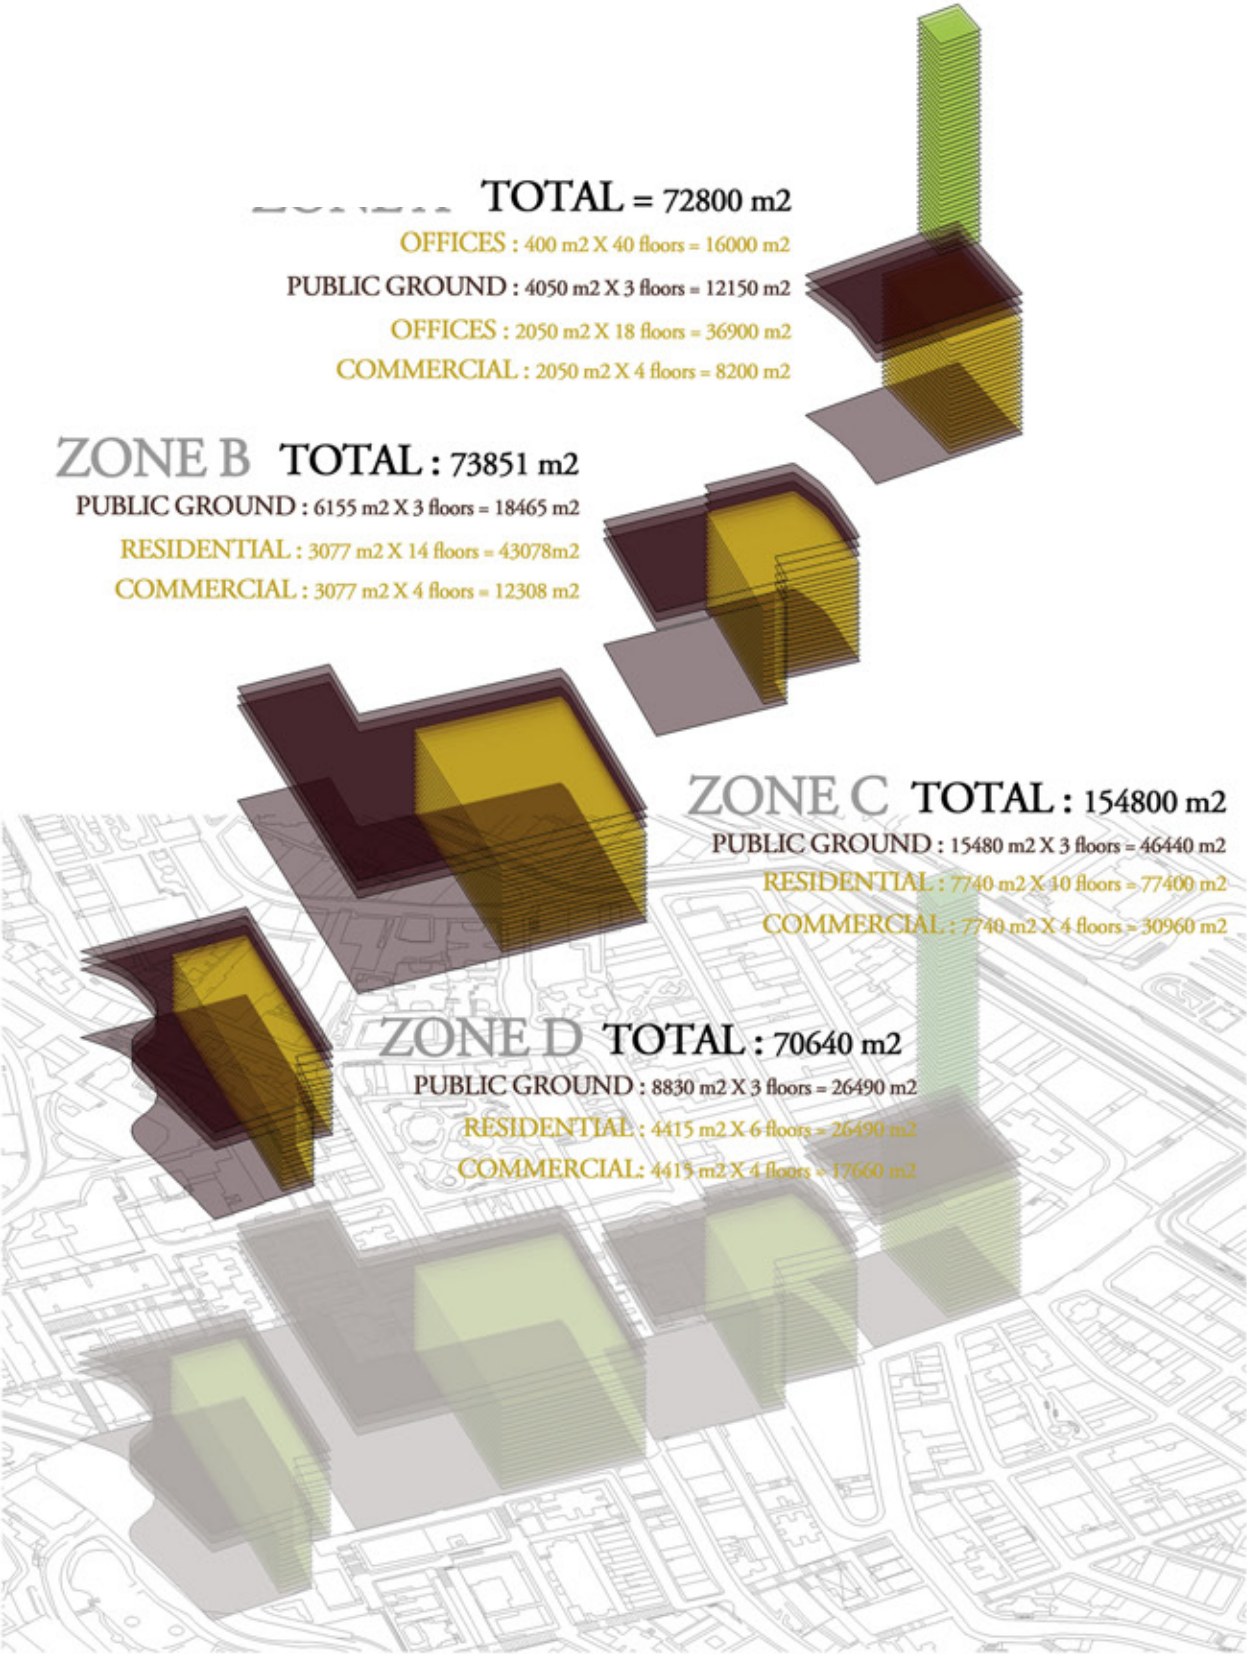 TOTAL = 72800 m2
OFFICES : 400 m2 X 40 floors = 16000 m2
PUBLIC GROUND : 4050 m2 X 3 floors = 12150 m2
OFFICES : 2050 m2 X 18 floors = 36900 m2
COMMERCIAL : 2050 m2 X 4 floors = 8200 m2
ZONE B TOTAL : 73851 m2
PUBLIC GROUND : 6155 m2 X 3 floors = 18465 m2
RESIDENTIAL : 3077 m2 X 14 floors = 43078m2
COMMERCIAL : 3077 m2 X 4 floors = 12308 m2
ZONE C TOTAL : 154800 m2
PUBLIC GROUND : 15480 m2 X 3 floors = 46440 m2
RESIDENTIAL : 7740 m2 X 10 floors = 77400 m2
COMMERCIAL : 7740 m2 X 4 floors = 30960 m2
ZONE D TOTAL : 70640 m2
PUBLIC GROUND : 8830 m2 X 3 floors = 26490 m2
RESIDENTIAL : 4415 m2 X 6 floors = 26490 m2
COMMERCIAL: 4415 m2 X 4 floors = 17660 m2